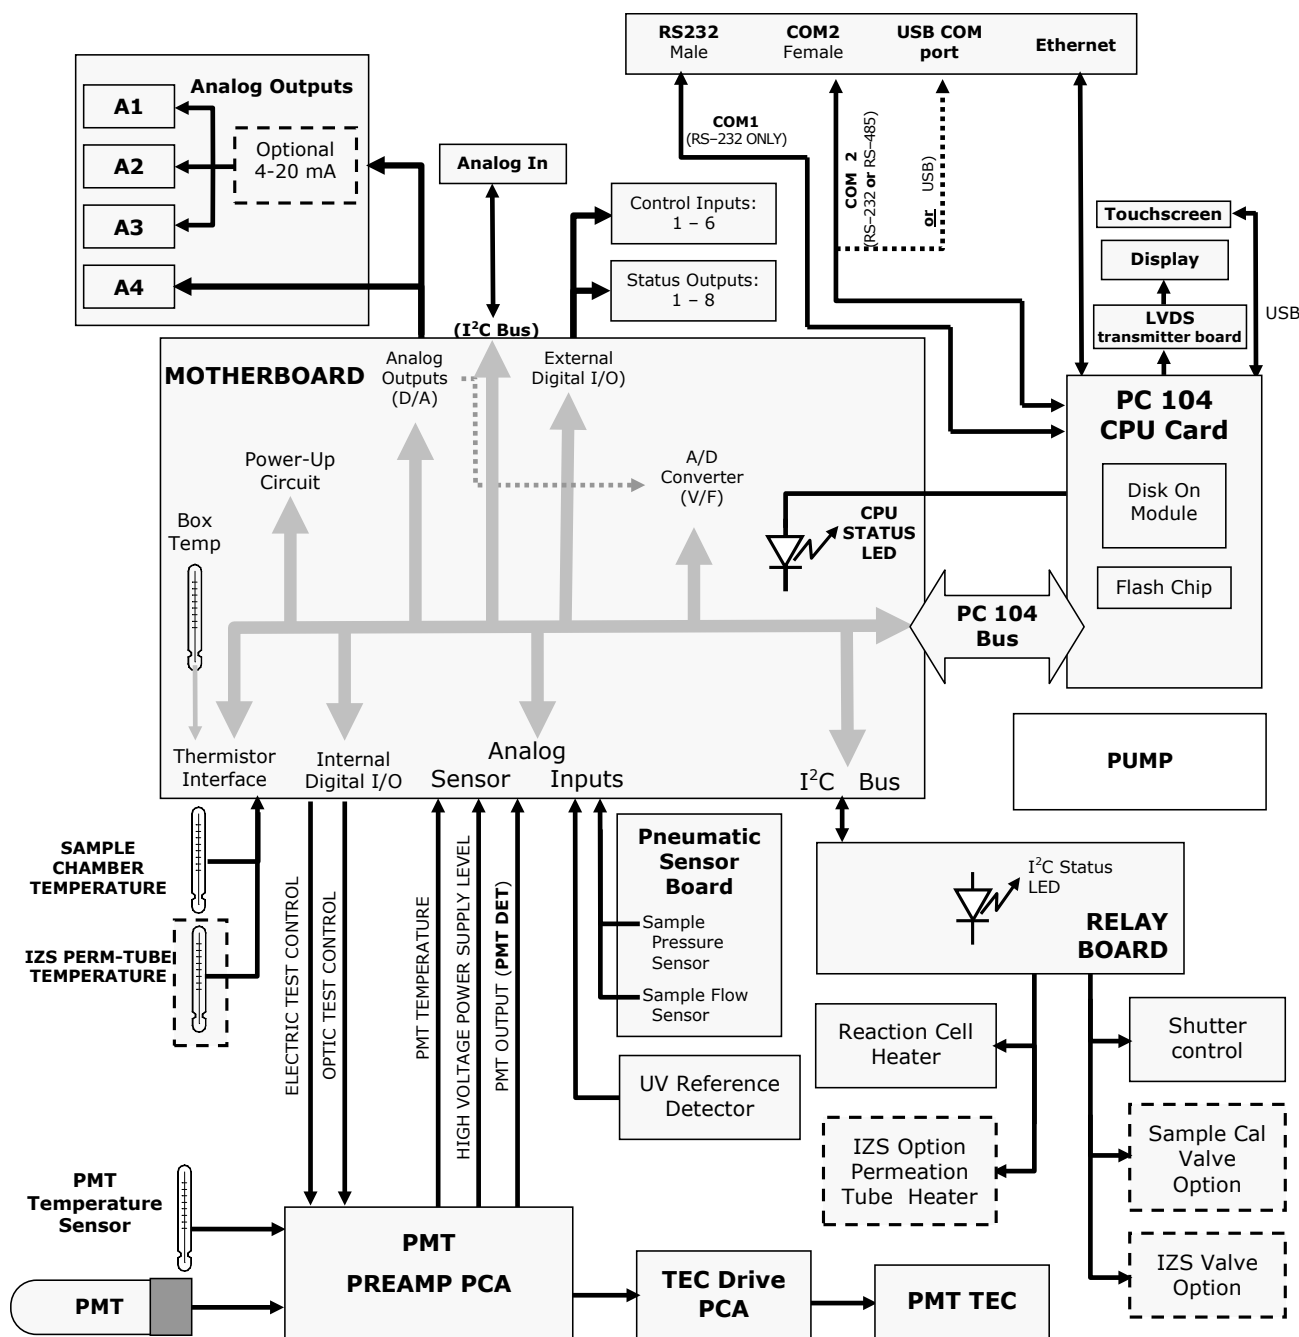 RS232
Male
COM2
Female
USB COM
port
Ethernet
Analog Outputs
A1
A2
A3
A4
Optional
4-20 mA
Analog In
COM1
(RS–232 ONLY)
COM 2
(RS–232 or RS–485)
or USB)
Control Inputs:
1 – 6
Status Outputs:
1 – 8
Touchscreen
Display
LVDS
transmitter board
USB
(I²C Bus)
MOTHERBOARD
Analog
Outputs
(D/A)
External
Digital I/O)
Power-Up
Circuit
A/D
Converter
(V/F)
Box
Temp
CPU
STATUS
LED
PC 104
CPU Card
Disk On
Module
Flash Chip
PC 104
Bus
Thermistor
Interface
Internal
Digital I/O
Analog
Sensor Inputs
I²C Bus
PUMP
SAMPLE
CHAMBER
TEMPERATURE
IZS PERM-TUBE
TEMPERATURE
ELECTRIC TEST CONTROL
OPTIC TEST CONTROL
PMT TEMPERATURE
HIGH VOLTAGE POWER SUPPLY LEVEL
PMT OUTPUT (PMT DET)
Pneumatic
Sensor
Board
Sample
Pressure
Sensor
Sample Flow
Sensor
UV Reference
Detector
I²C Status
LED
RELAY
BOARD
Reaction Cell
Heater
IZS Option
Permeation
Tube Heater
Shutter
control
Sample Cal
Valve
Option
IZS Valve
Option
PMT
Temperature
Sensor
PMT
PMT
PREAMP PCA
TEC Drive
PCA
PMT TEC